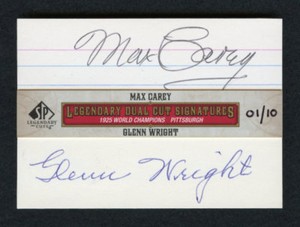 Max Carey
MAX CAREY
SP
LEGENDARY
CUTS
LEGENDARY DUAL CUT SIGNATURES
01/10
1925 WORLD CHAMPIONS PITTSBURGH
GLENN WRIGHT
Glenn Wright